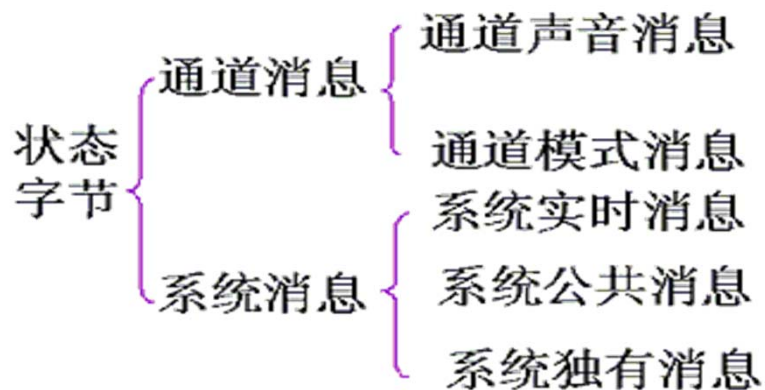 状态
字节
通道消息
通道声音消息
通道模式消息
系统消息
系统实时消息
系统公共消息
系统独有消息